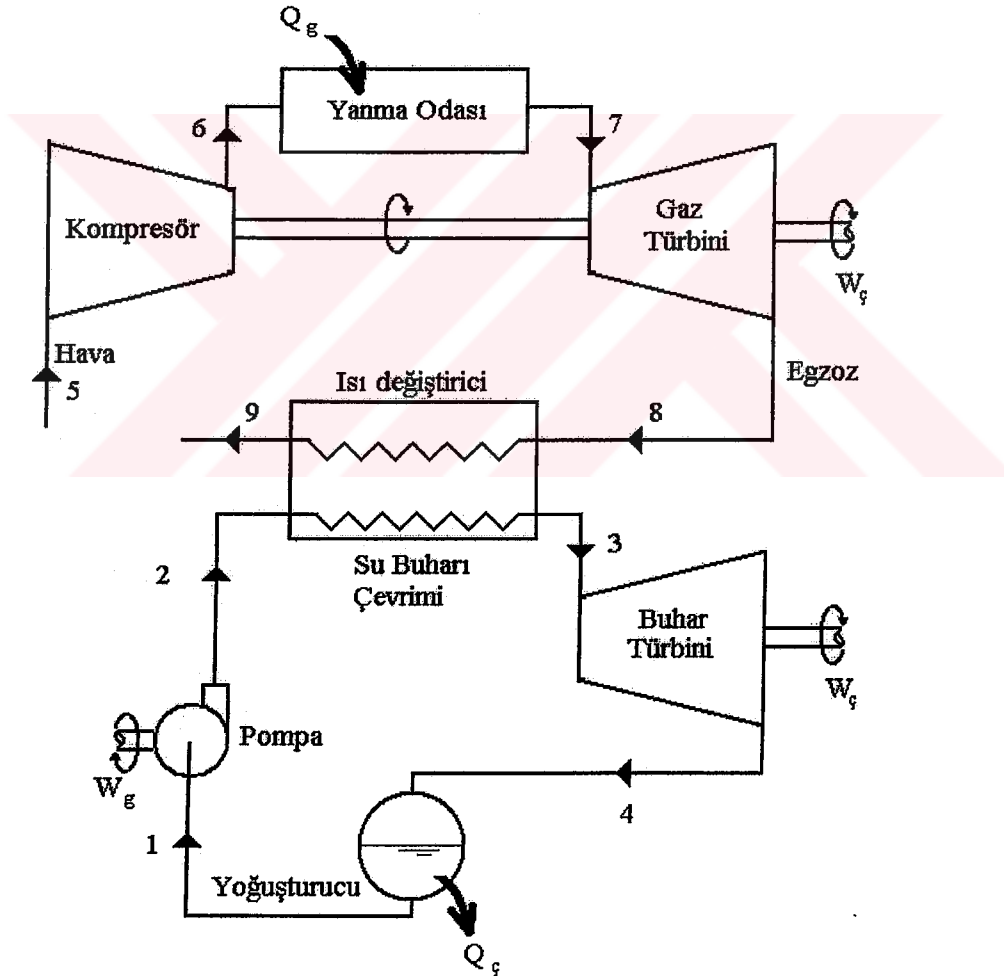 Q g
Yanma Odası
6
7
Kompresör
Gaz
Türbini
W ç
Hava
5
Egzoz
Isı değiştirici
9
8
2
3
Su Buharı
Çevrimi
Buhar
Türbini
W ç
Pompa
W g
1
4
Yoğuşturucu
Q ç